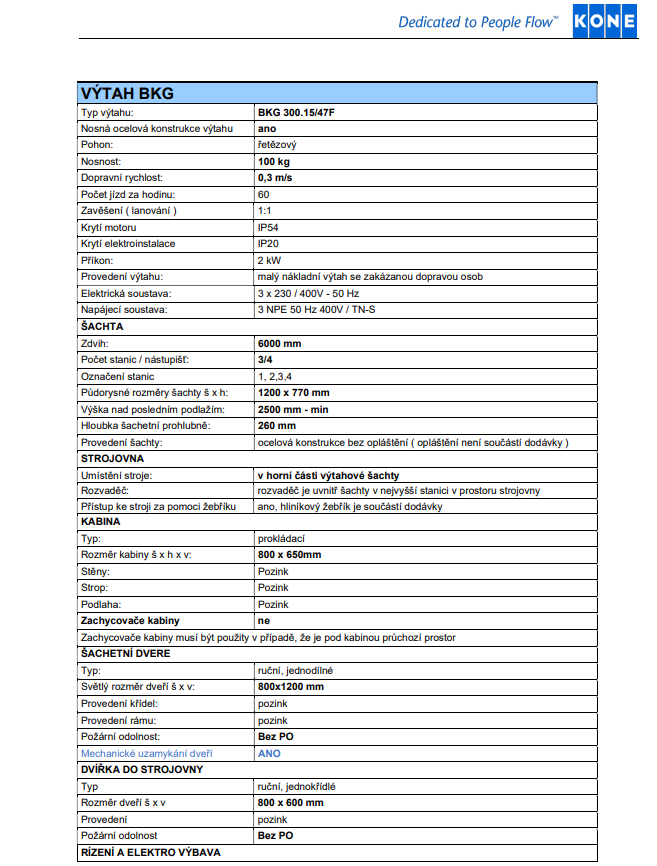 Dedicated to People Flow™ KONE
VÝTAH BKG
Typ výtahu: BKG 300.15/47F
Nosná ocelová konstrukce výtahu ano
Pohon: řetězový
Nosnost: 100 kg
Dopravní rychlost: 0,3 m/s
Počet jízd za hodinu: 60
Zavěšení ( lanování ) 1:1
Krytí motoru IP54
Krytí elektroinstalace IP20
Příkon: 2 kW
Provedení výtahu: malý nákladní výtah se zakázanou dopravou osob
Elektrická soustava: 3 x 230 / 400V - 50 Hz
Napájecí soustava: 3 NPE 50 Hz 400V / TN-S
ŠACHTA
Zdvih: 6000 mm
Počet stanic / nástupišť: 3/4
Označení stanic 1, 2,3,4
Půdorysné rozměry šachty š x h: 1200 x 770 mm
Výška nad posledním podlažím: 2500 mm - min
Hloubka šachetní prohlubně: 260 mm
Provedení šachty: ocelová konstrukce bez opláštění ( opláštění není součástí dodávky )
STROJOVNA
Umístění stroje: v horní části výtahové šachty
Rozvaděč: rozvaděč je uvnitř šachty v nejvyšší stanici v prostoru strojovny
Přístup ke stroji za pomoci žebříku ano, hliníkový žebřík je součástí dodávky
KABINA
Typ: prokládací
Rozměr kabiny š x h x v: 800 x 650mm
Stěny: Pozink
Strop: Pozink
Podlaha: Pozink
Zachycovače kabiny ne
Zachycovače kabiny musí být použity v případě, že je pod kabinou průchozí prostor
ŠACHETNÍ DVERE
Typ: ruční, jednodílné
Světlý rozměr dveří š x v: 800x1200 mm
Provedení křídel: pozink
Provedení rámu: pozink
Požární odolnost: Bez PO
Mechanické uzamykání dveří ANO
DVÍŘKA DO STROJOVNY
Typ ruční, jednokřídlé
Rozměr dveří š x v 800 x 600 mm
Provedení pozink
Požární odolnost Bez PO
RÍZENÍ A ELEKTRO VÝBAVA